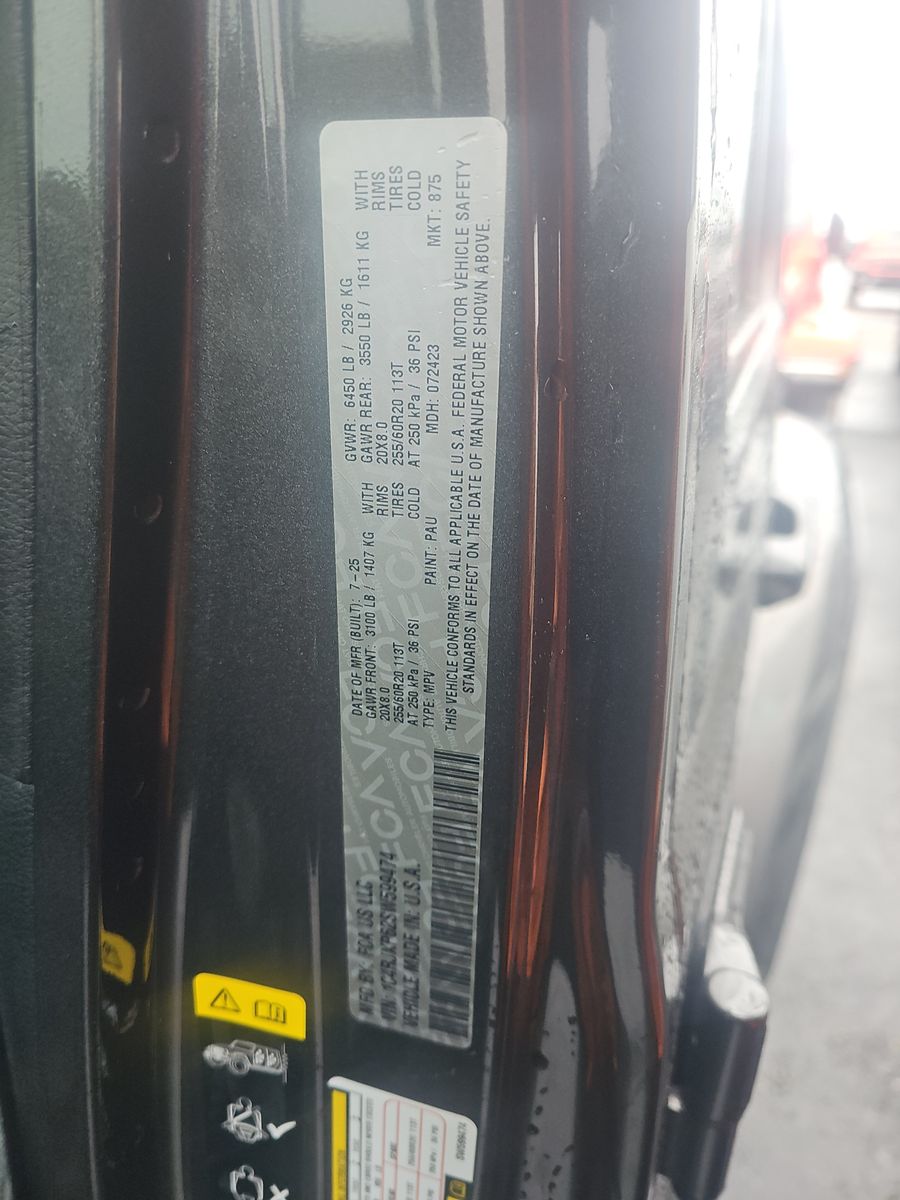 MFD BY: FCA US LLC
DATE OF MFR (BUILT): 7-25
GVWR: 6450 LB / 2926 KG
GAWR FRONT: 3100 LB / 1407 KG
WITH
GAWR REAR: 3550 LB / 1611 KG
WITH
20X8.0
RIMS
20X8.0
RIMS
255/60R20 113T
TIRES
255/60R20 113T
TIRES
AT 250 kPa / 36 PSI
COLD
AT 250 kPa / 36 PSI
COLD
TYPE: MPV
PAINT: PAU
MDH: 072423
MKT: 875
VEHICLE MADE IN: U.S.A.
THIS VEHICLE CONFORMS TO ALL APPLICABLE U.S.A. FEDERAL MOTOR VEHICLE SAFETY
STANDARDS IN EFFECT ON THE DATE OF MANUFACTURE SHOWN ABOVE.